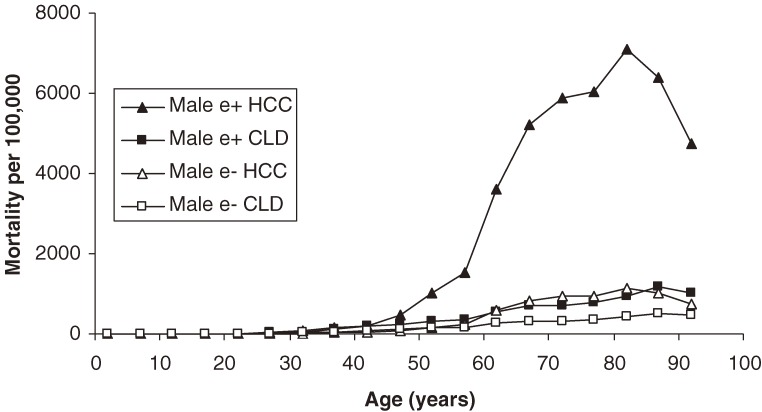 8000
6000
4000
2000
0
Mortality per 100,000
Male e+ HCC
Male e+ CLD
Male e- HCC
Male e- CLD
0 10 20 30 40 50 60 70 80 90 100
Age (years)